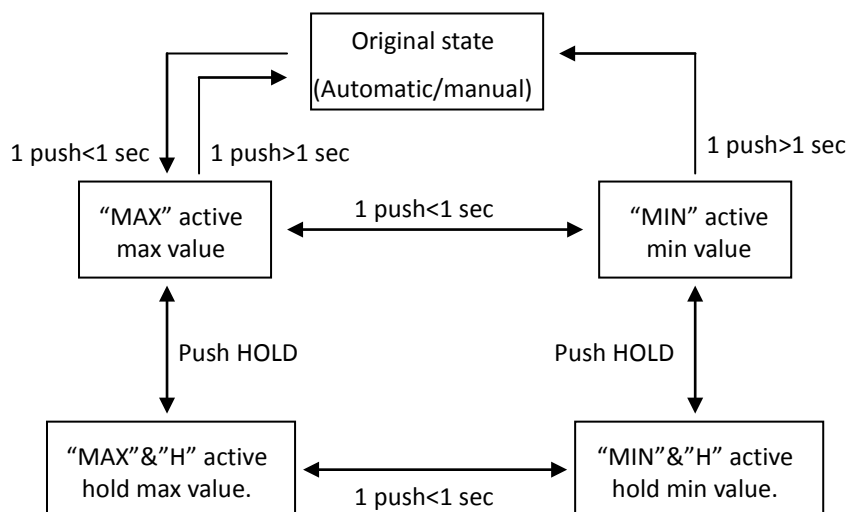 Original state
(Automatic/manual)
1 push<1 sec
1 push>1 sec
1 push>1 sec
“MAX” active
max value
1 push<1 sec
“MIN” active
min value
Push HOLD
Push HOLD
“MAX”&”H” active
hold max value.
1 push<1 sec
“MIN”&”H” active
hold min value.